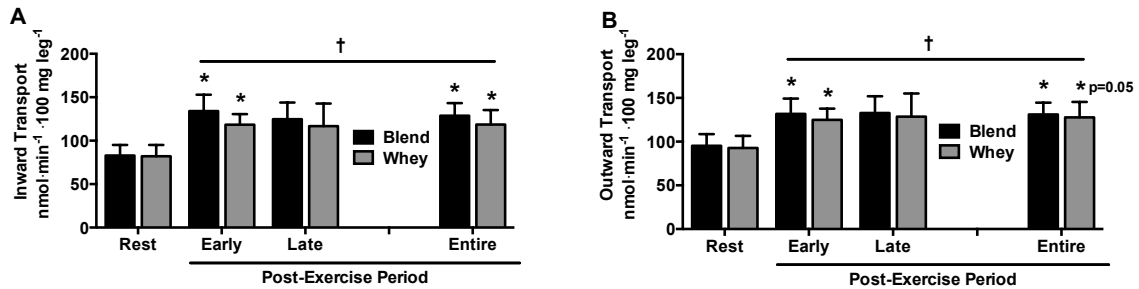 A
Inward Transport
nmol·min⁻¹ ·100 mg leg⁻¹
200
150
100
50
0
†
*
*
*
*
Blend
Whey
Rest
Early
Late
Entire
Post-Exercise Period
B
Outward Transport
nmol·min⁻¹ ·100 mg leg⁻¹
200
150
100
50
0
†
*
*
*
* p=0.05
Blend
Whey
Rest
Early
Late
Entire
Post-Exercise Period